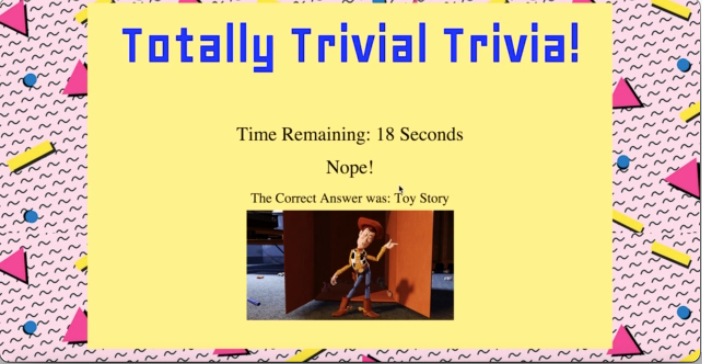 Totally Trivial Trivia!
Time Remaining: 18 Seconds
Nope!
The Correct Answer was: Toy Story